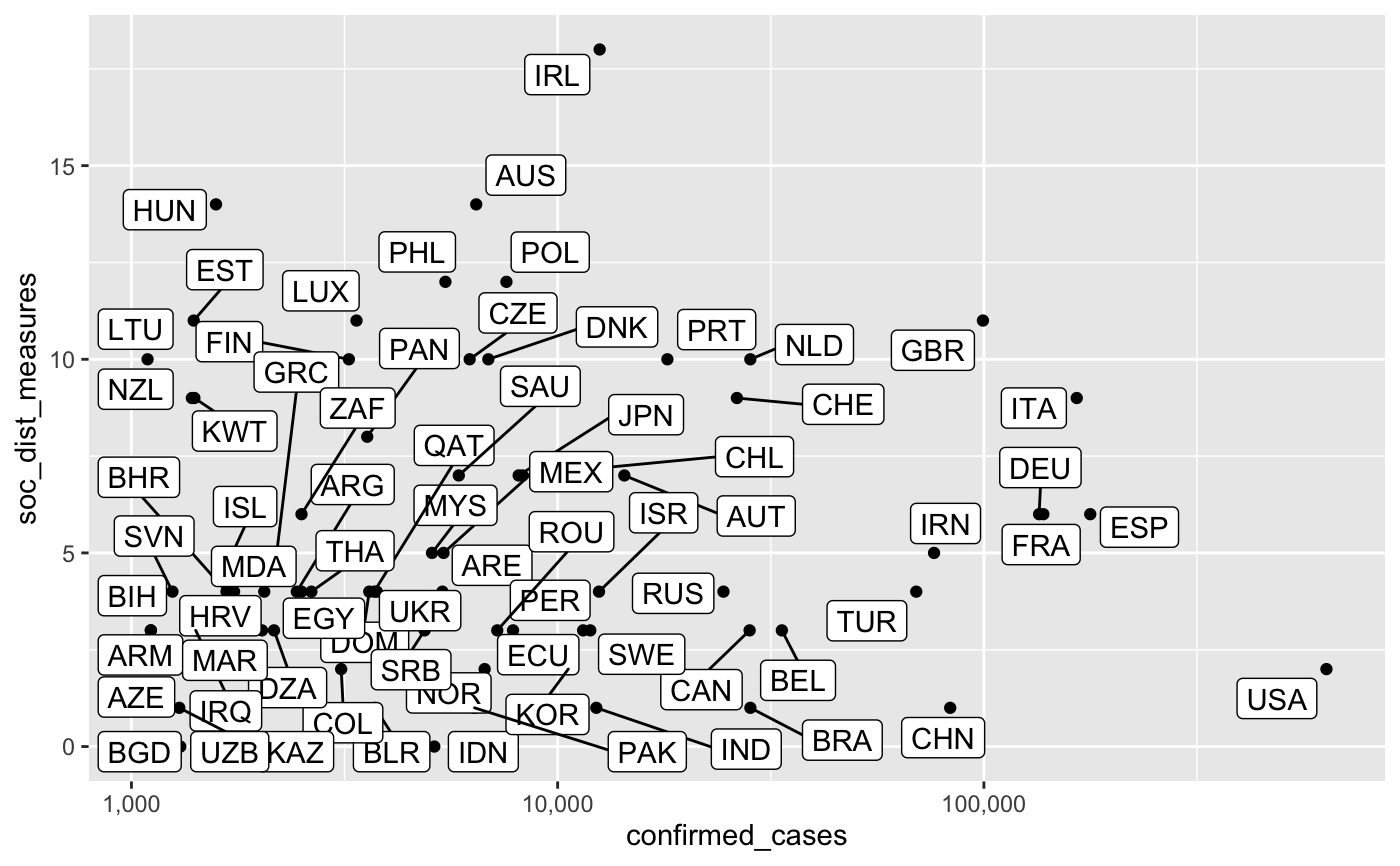 IRL
AUS
15
HUN
PHL
POL
EST
LUX
CZE
DNK
PRT
LTU
FIN
PAN
NLD
GBR
10
GRC
SAU
NZL
ZAF
JPN
CHE
ITA
KWT
QAT
CHL
DEU
BHR
ARG
MEX
ISL
MYS
ISR
AUT
IRN
ESP
SVN
ROU
THA
FRA
5
MDA
ARE
BIH
PER
RUS
HRV
EGY
UKR
TUR
DOM
ARM
MAR
ECU
SWE
SRB
AZE
DZA
NOR
CAN
BEL
USA
IRQ
COL
KOR
BGD
UZB
KAZ
BLR
IDN
PAK
IND
BRA
CHN
0
soc_dist_measures
1,000
10,000
100,000
confirmed_cases